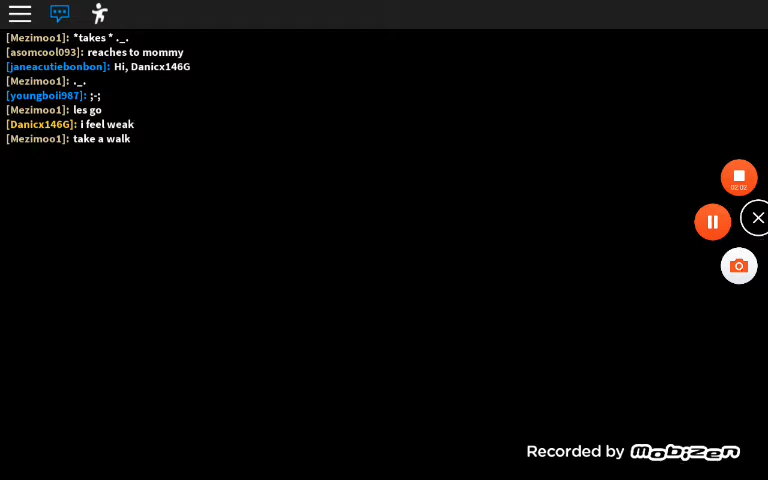 [Mezimoo1]: *takes * ._.
[asomcool093]: reaches to mommy
[janeacutiebonbon]: Hi, Danicx146G
[Mezimoo1]: ._.
[youngboii987]: ;-;
[Mezimoo1]: les go
[Danicx146G]: i feel weak
[Mezimoo1]: take a walk
02:02
Recorded by Mobizen